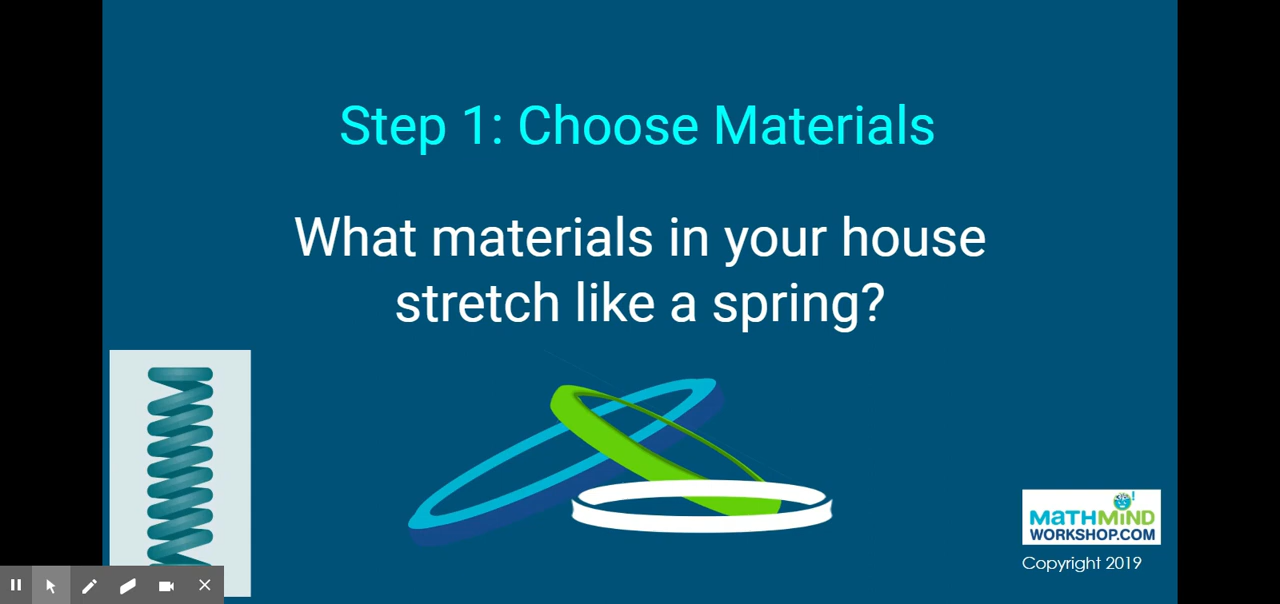 Step 1: Choose Materials
What materials in your house
stretch like a spring?
MATHMIND
WORKSHOP.COM
Copyright 2019